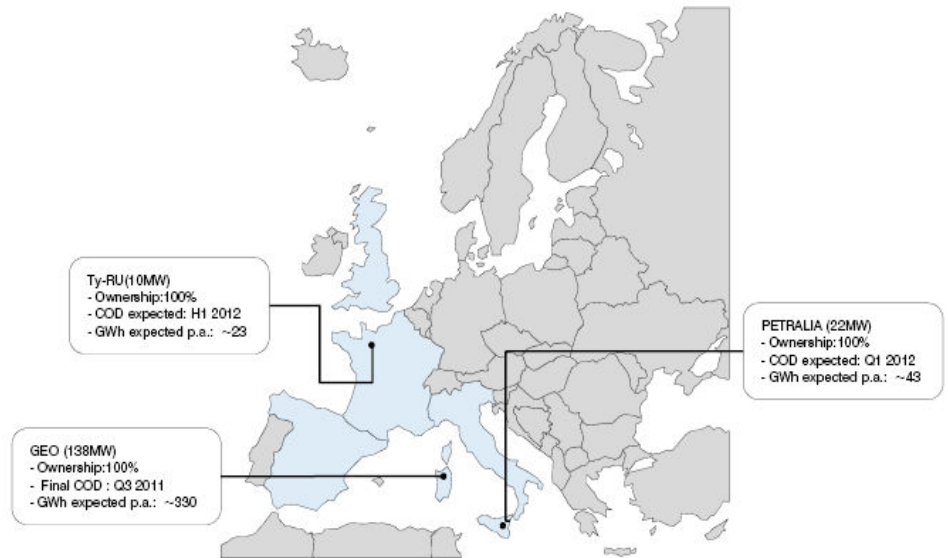 Ty-RU(10MW)
- Ownership:100%
- COD expected: H1 2012
- GWh expected p.a.: ~23
PETRALIA (22MW)
- Ownership:100%
- COD expected: Q1 2012
- GWh expected p.a.: ~43
GEO (138MW)
- Ownership:100%
- Final COD : Q3 2011
- GWh expected p.a.: ~330